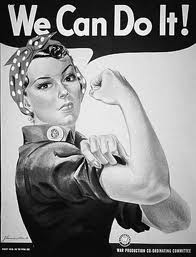 We Can Do It!
WAR PRODUCTION CO-ORDINATING COMMITTEE